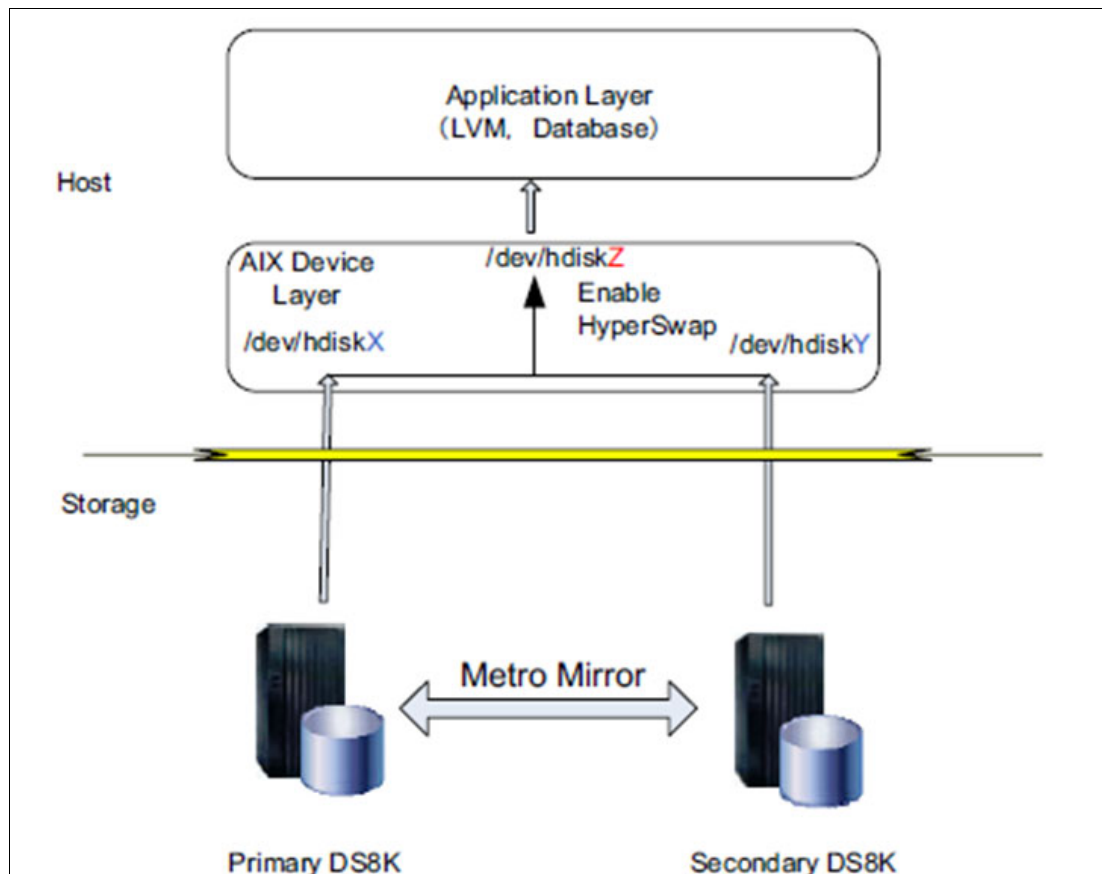 Application Layer
(LVM, Database)
Host
/dev/hdiskZ
AIX Device
Layer
Enable
HyperSwap
/dev/hdiskX
/dev/hdiskY
Storage
Metro Mirror
Primary DS8K
Secondary DS8K